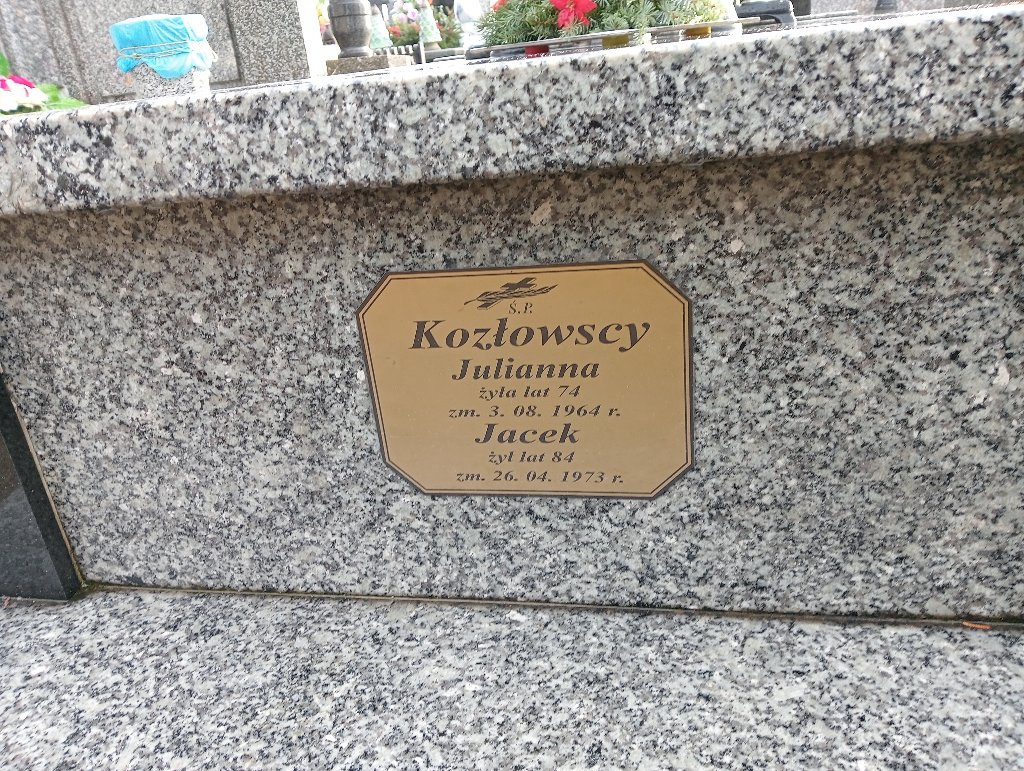 Ś.P.
Kozłowscy
Julianna
żyła lat 74
zm. 3. 08. 1964 r.
Jacek
żył lat 84
zm. 26. 04. 1973 r.